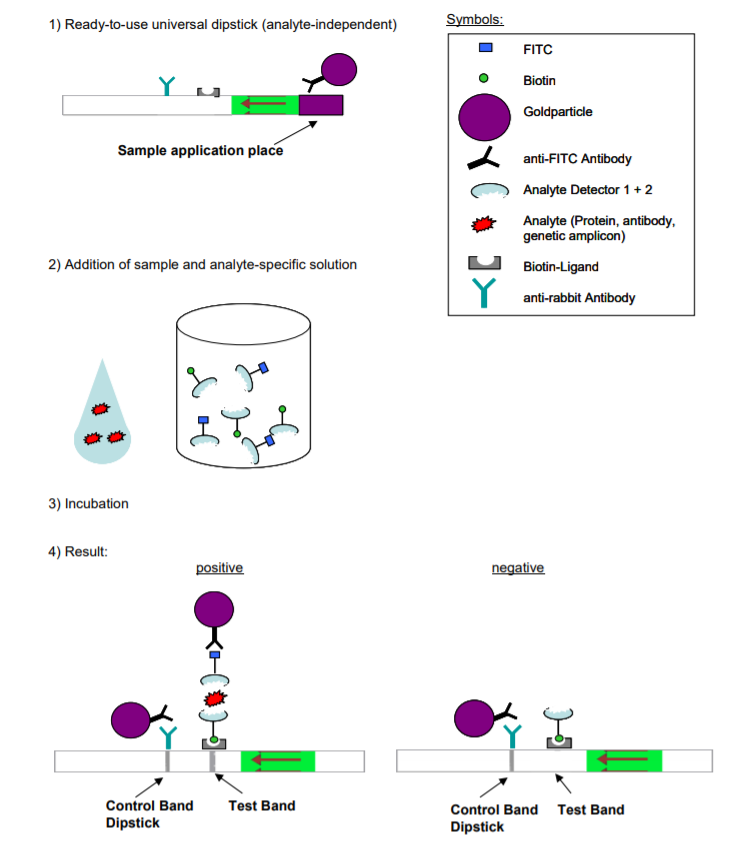 1) Ready-to-use universal dipstick (analyte-independent)
Sample application place
Symbols:
FITC
Biotin
Goldparticle
anti-FITC Antibody
Analyte Detector 1 + 2
Analyte (Protein, antibody,
genetic amplicon)
Biotin-Ligand
anti-rabbit Antibody
2) Addition of sample and analyte-specific solution
3) Incubation
4) Result:
positive
negative
Control Band
Dipstick
Test Band
Control Band
Dipstick
Test Band